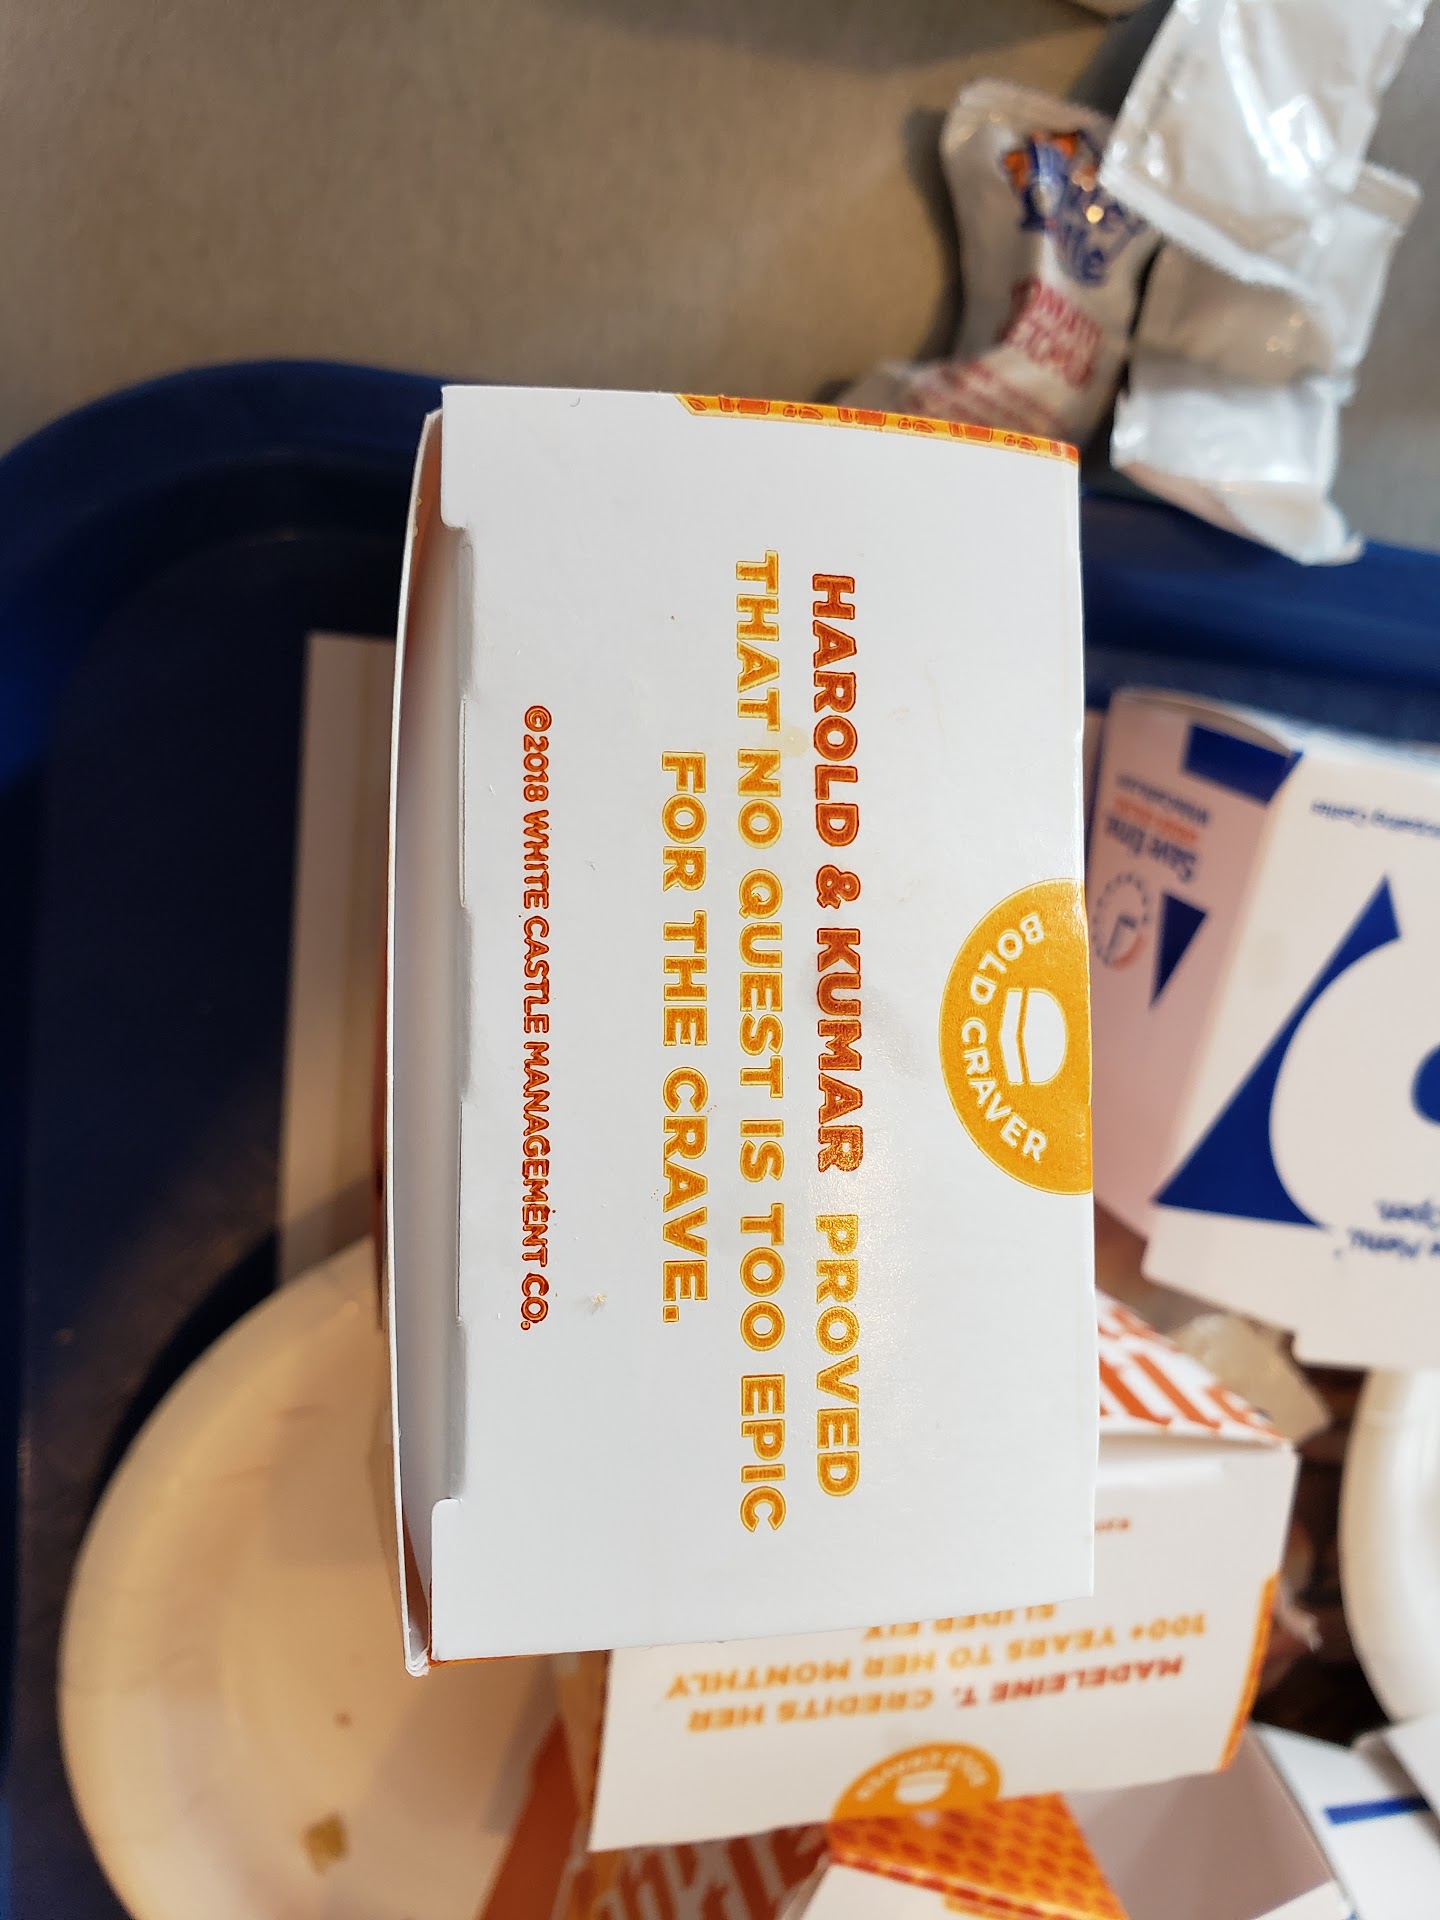 BOLD CRAVER
HAROLD & KUMAR PROVED
THAT NO QUEST IS TOO EPIC
FOR THE CRAVE.
©2018 WHITE CASTLE MANAGEMENT CO.
MADELEINE T. CREDITS HER
100+ YEARS TO HER MONTHLY
SLIDER FIX